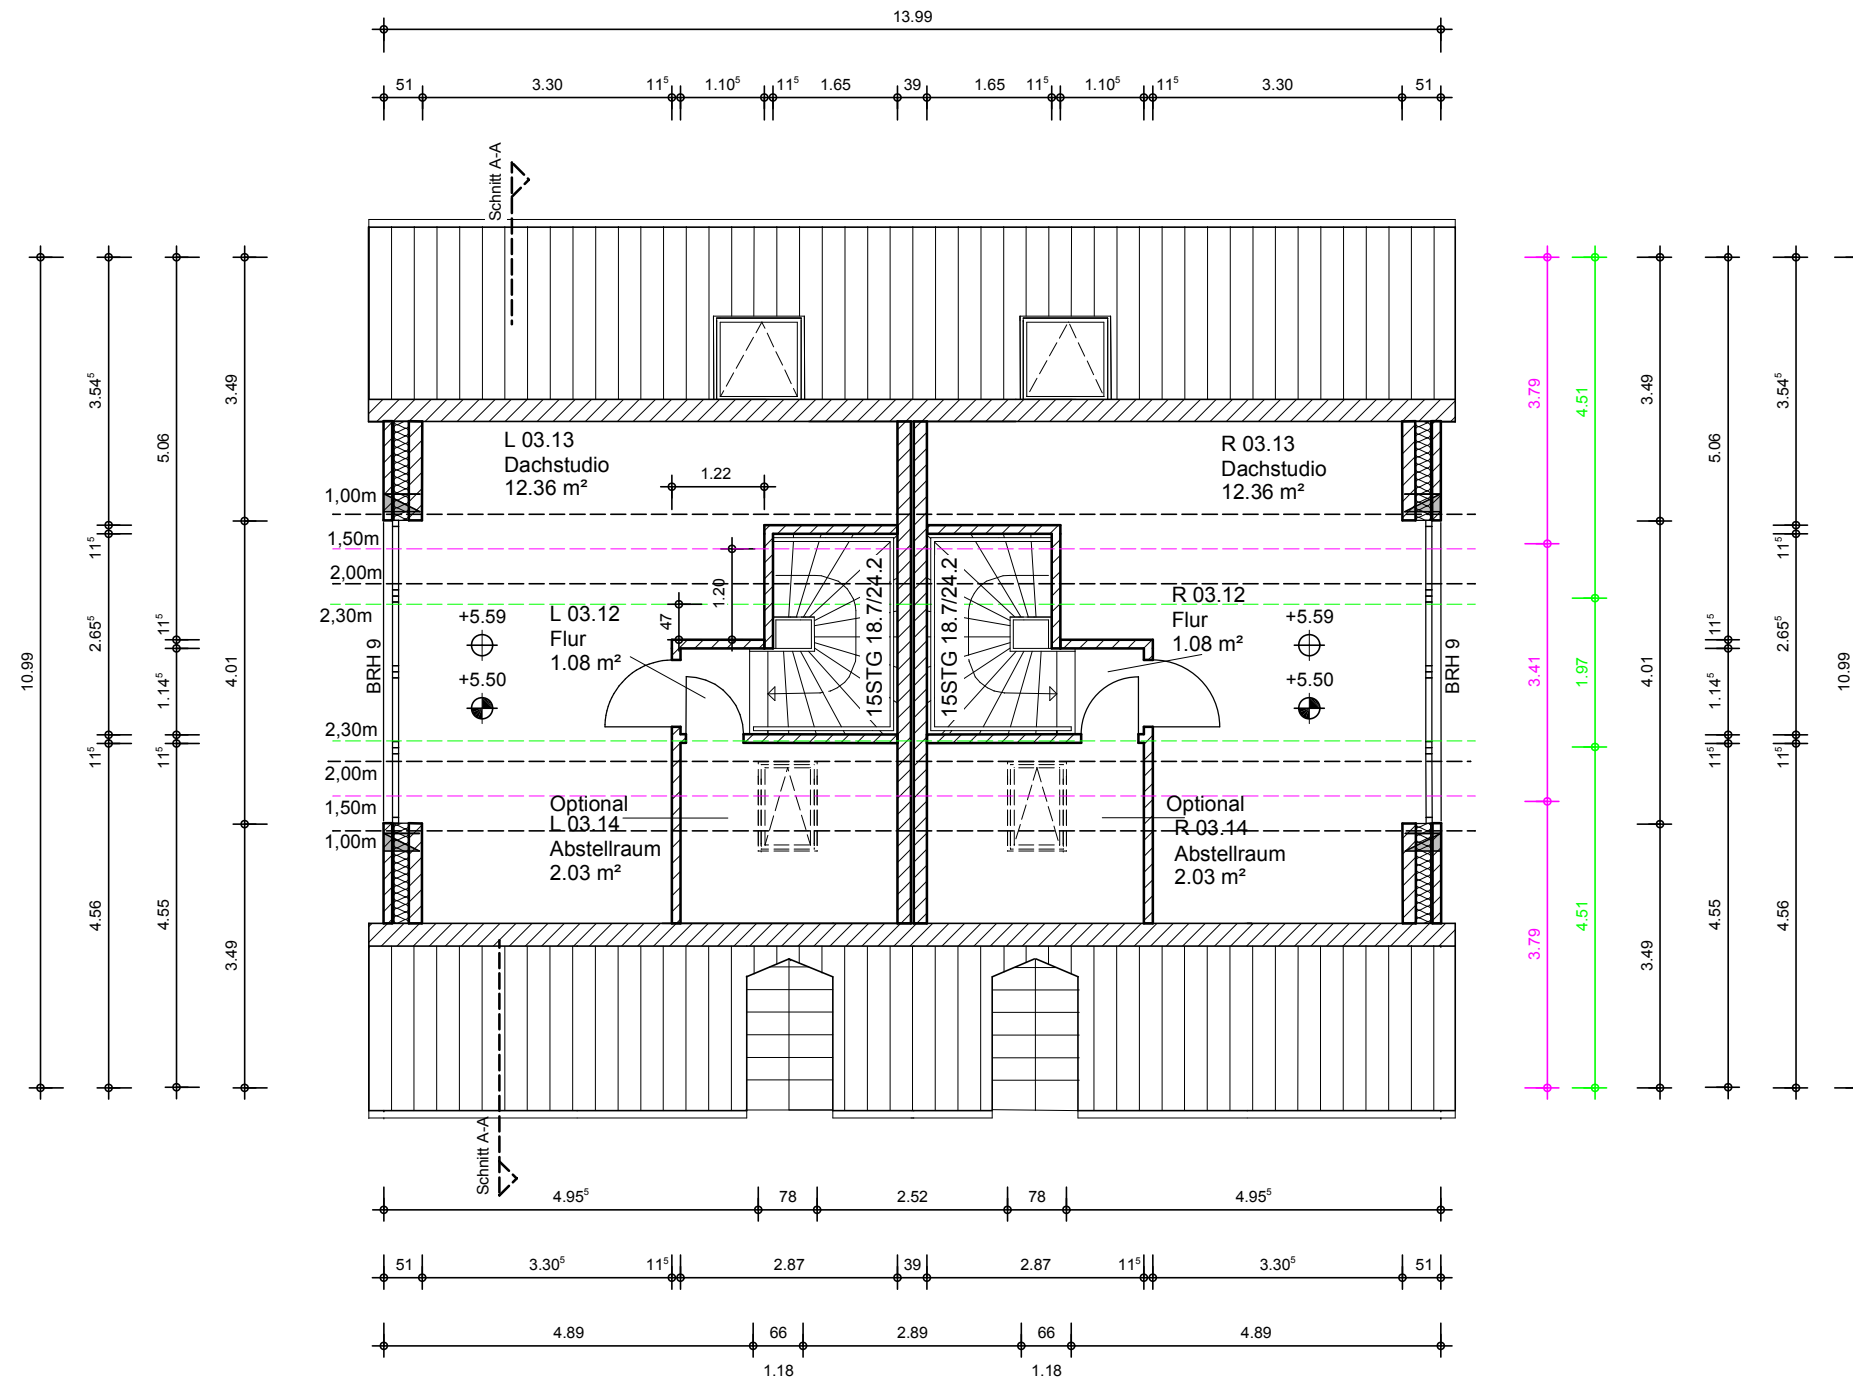 13.99
51 3.30 11⁵ 1.10⁵ 11⁵ 1.65 39 1.65 11⁵ 1.10⁵ 11⁵ 3.30 51
Schnitt A-A
10.99
3.54⁵
11⁵
2.65⁵
11⁵
4.56
5.06
11⁵
1.14⁵
11⁵
4.55
3.49
4.01
3.49
L 03.13
Dachstudio
12.36 m²
R 03.13
Dachstudio
12.36 m²
1.22
1,00m
1,50m
2,00m
2,30m
1.20
47
BRH 9
+5.59
+5.50
L 03.12
Flur
1.08 m²
15STG 18.7/24.2
15STG 18.7/24.2
R 03.12
Flur
1.08 m²
+5.59
+5.50
BRH 9
2,30m
2,00m
1,50m
1,00m
Optional
L 03.14
Abstellraum
2.03 m²
Optional
R 03.14
Abstellraum
2.03 m²
3.79
3.41
3.79
4.51
1.97
4.51
3.49
4.01
3.49
5.06
11⁵
1.14⁵
11⁵
4.55
3.54⁵
11⁵
2.65⁵
11⁵
4.56
10.99
Schnitt A-A
4.95⁵ 78 2.52 78 4.95⁵
51 3.30⁵ 11⁵ 2.87 39 2.87 11⁵ 3.30⁵ 51
4.89 66 2.89 66 4.89
1.18 1.18